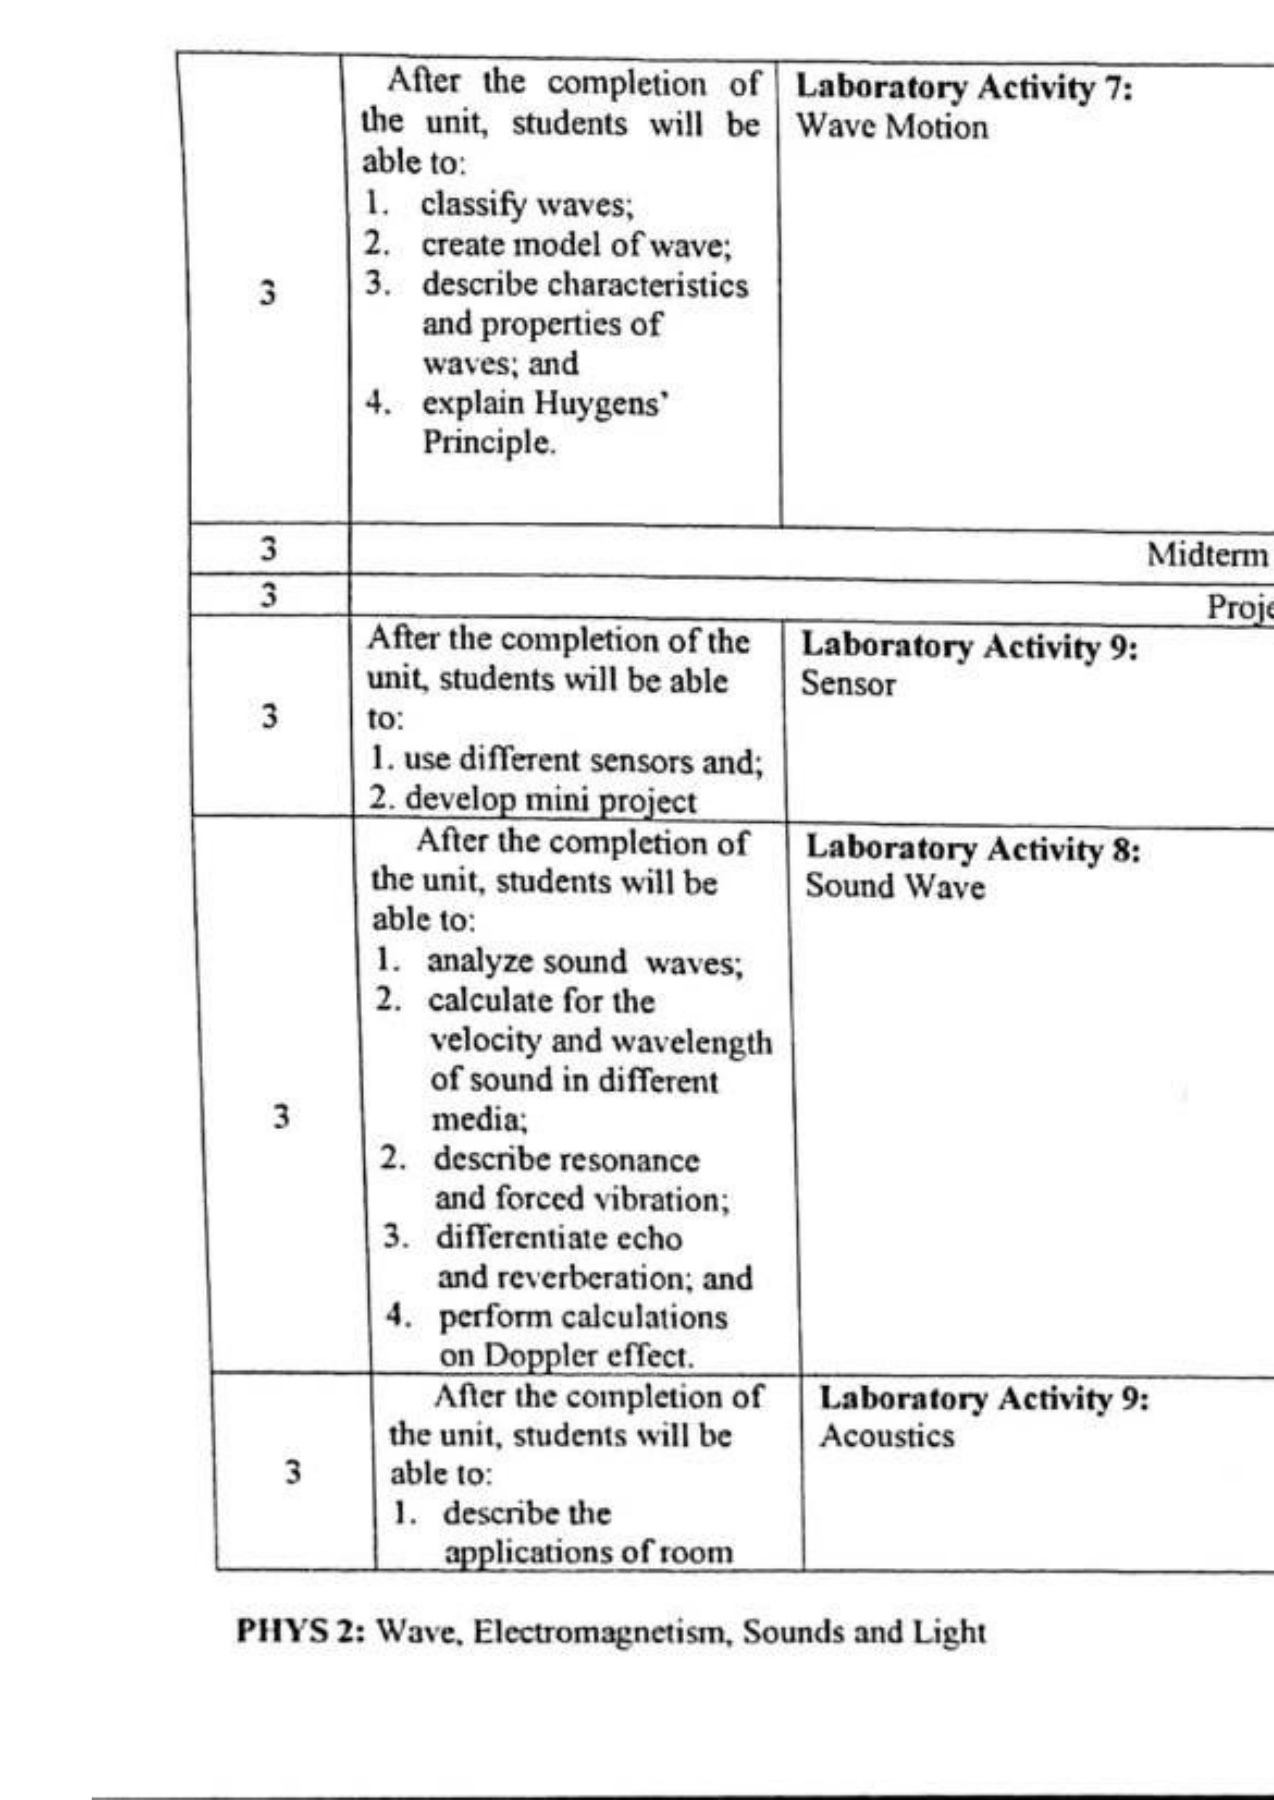 3
After the completion of
the unit, students will be
able to:
1. classify waves;
2. create model of wave;
3. describe characteristics
and properties of
waves; and
4. explain Huygens'
Principle.
Laboratory Activity 7:
Wave Motion
3
Midterm
3
Proje
3
After the completion of the
unit, students will be able
to:
1. use different sensors and;
2. develop mini project
Laboratory Activity 9:
Sensor
3
After the completion of
the unit, students will be
able to:
1. analyze sound waves;
2. calculate for the
velocity and wavelength
of sound in different
media;
2. describe resonance
and forced vibration;
3. differentiate echo
and reverberation; and
4. perform calculations
on Doppler effect.
Laboratory Activity 8:
Sound Wave
3
After the completion of
the unit, students will be
able to:
1. describe the
applications of room
Laboratory Activity 9:
Acoustics
PHYS 2: Wave, Electromagnetism, Sounds and Light